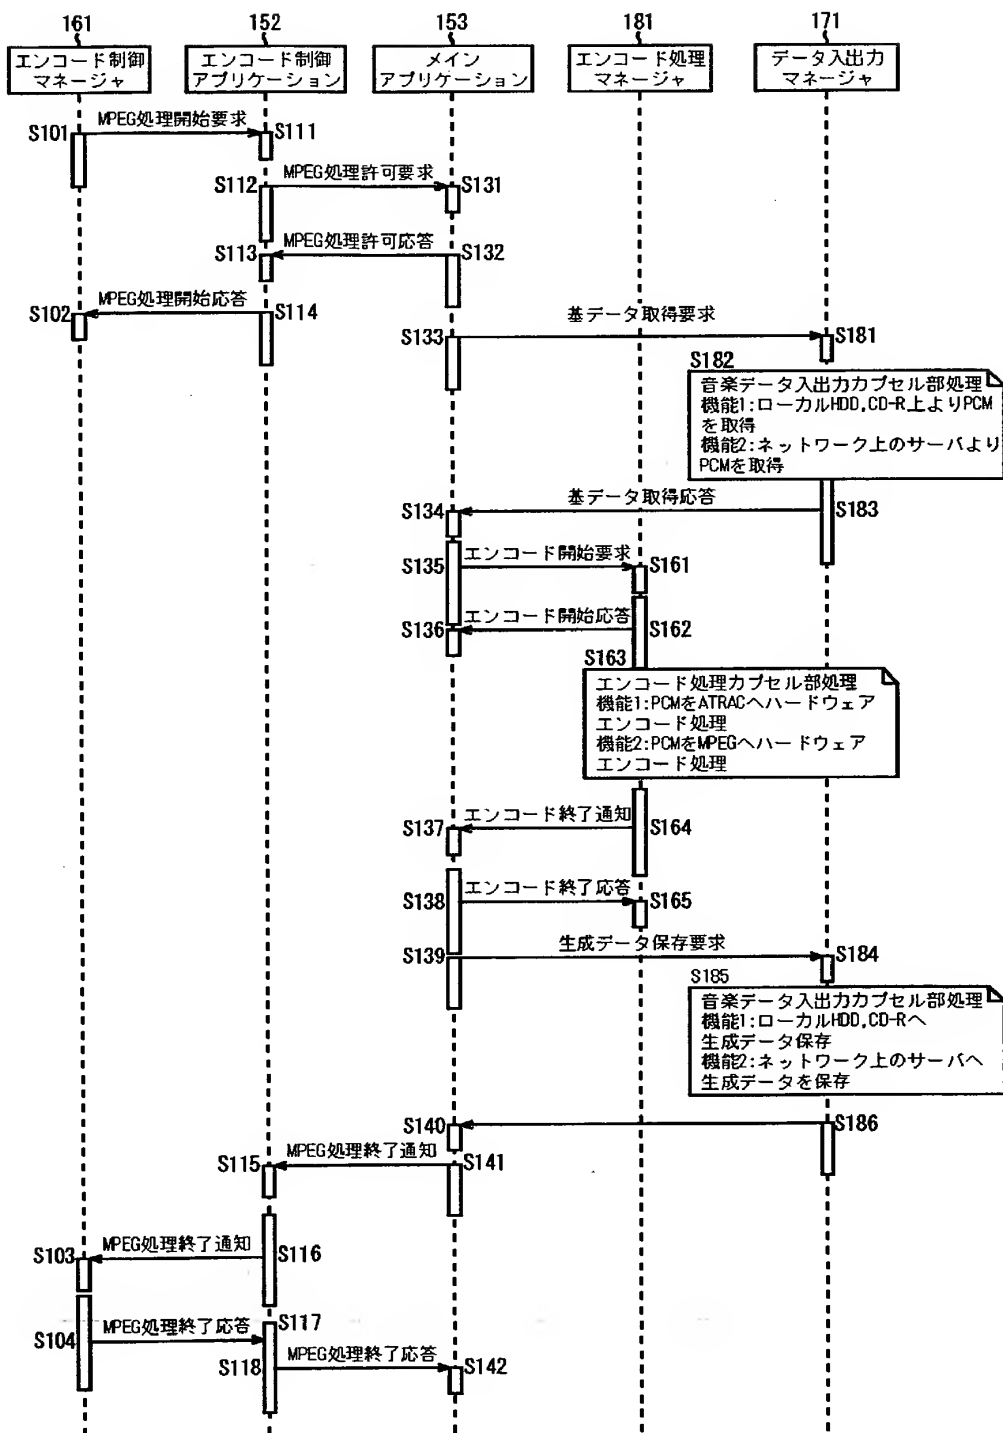 161
152
153
181
171
エンコード制御
マネージャ
エンコード制御
アプリケーション
メイン
アプリケーション
エンコード処理
マネージャ
データ入出力
マネージャ
S101
MPEG処理開始要求
S111
S112
MPEG処理許可要求
S131
S113
MPEG処理許可応答
S132
S102
MPEG処理開始応答
S114
S133
基データ取得要求
S181
S182
音楽データ入出力カプセル部処理
機能1:ローカルHDD,CD-R上よりPCM
を取得
機能2:ネットワーク上のサーバより
PCMを取得
S134
基データ取得応答
S183
S135
エンコード開始要求
S161
S136
エンコード開始応答
S162
S163
エンコード処理カプセル部処理
機能1:PCMをATRACへハードウェア
エンコード処理
機能2:PCMをMPEGへハードウェア
エンコード処理
S137
エンコード終了通知
S164
S138
エンコード終了応答
S165
S139
生成データ保存要求
S184
S185
音楽データ入出力カプセル部処理
機能1:ローカルHDD,CD-Rへ
生成データ保存
機能2:ネットワーク上のサーバへ
生成データを保存
S140
S186
S115
MPEG処理終了通知
S141
S103
MPEG処理終了通知
S116
S104
MPEG処理終了応答
S117
S118
MPEG処理終了応答
S142